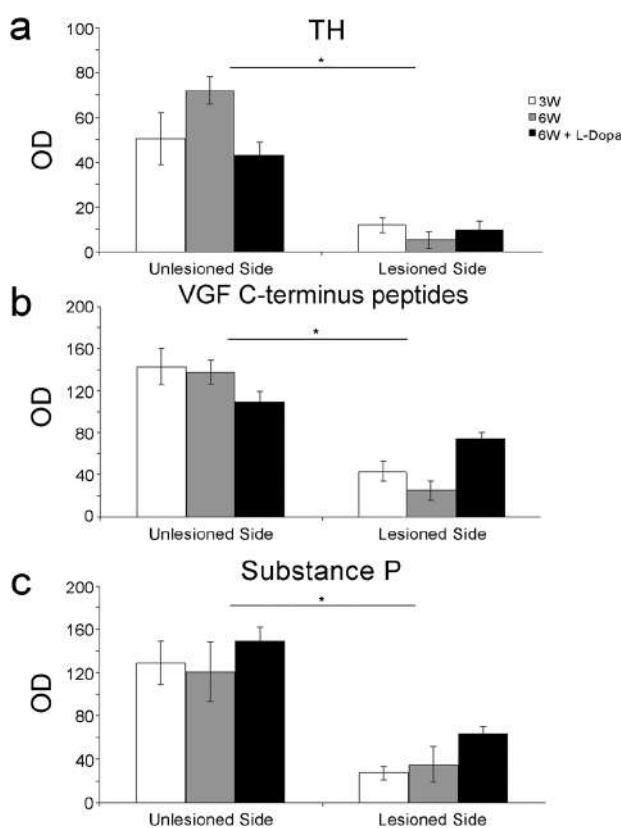 a
TH
*
100
80
60
40
20
0
OD
3W
6W
6W + L-Dopa
Unlesioned Side
Lesioned Side
b
VGF C-terminus peptides
*
200
160
120
80
40
0
OD
Unlesioned Side
Lesioned Side
c
Substance P
*
200
160
120
80
40
0
OD
Unlesioned Side
Lesioned Side